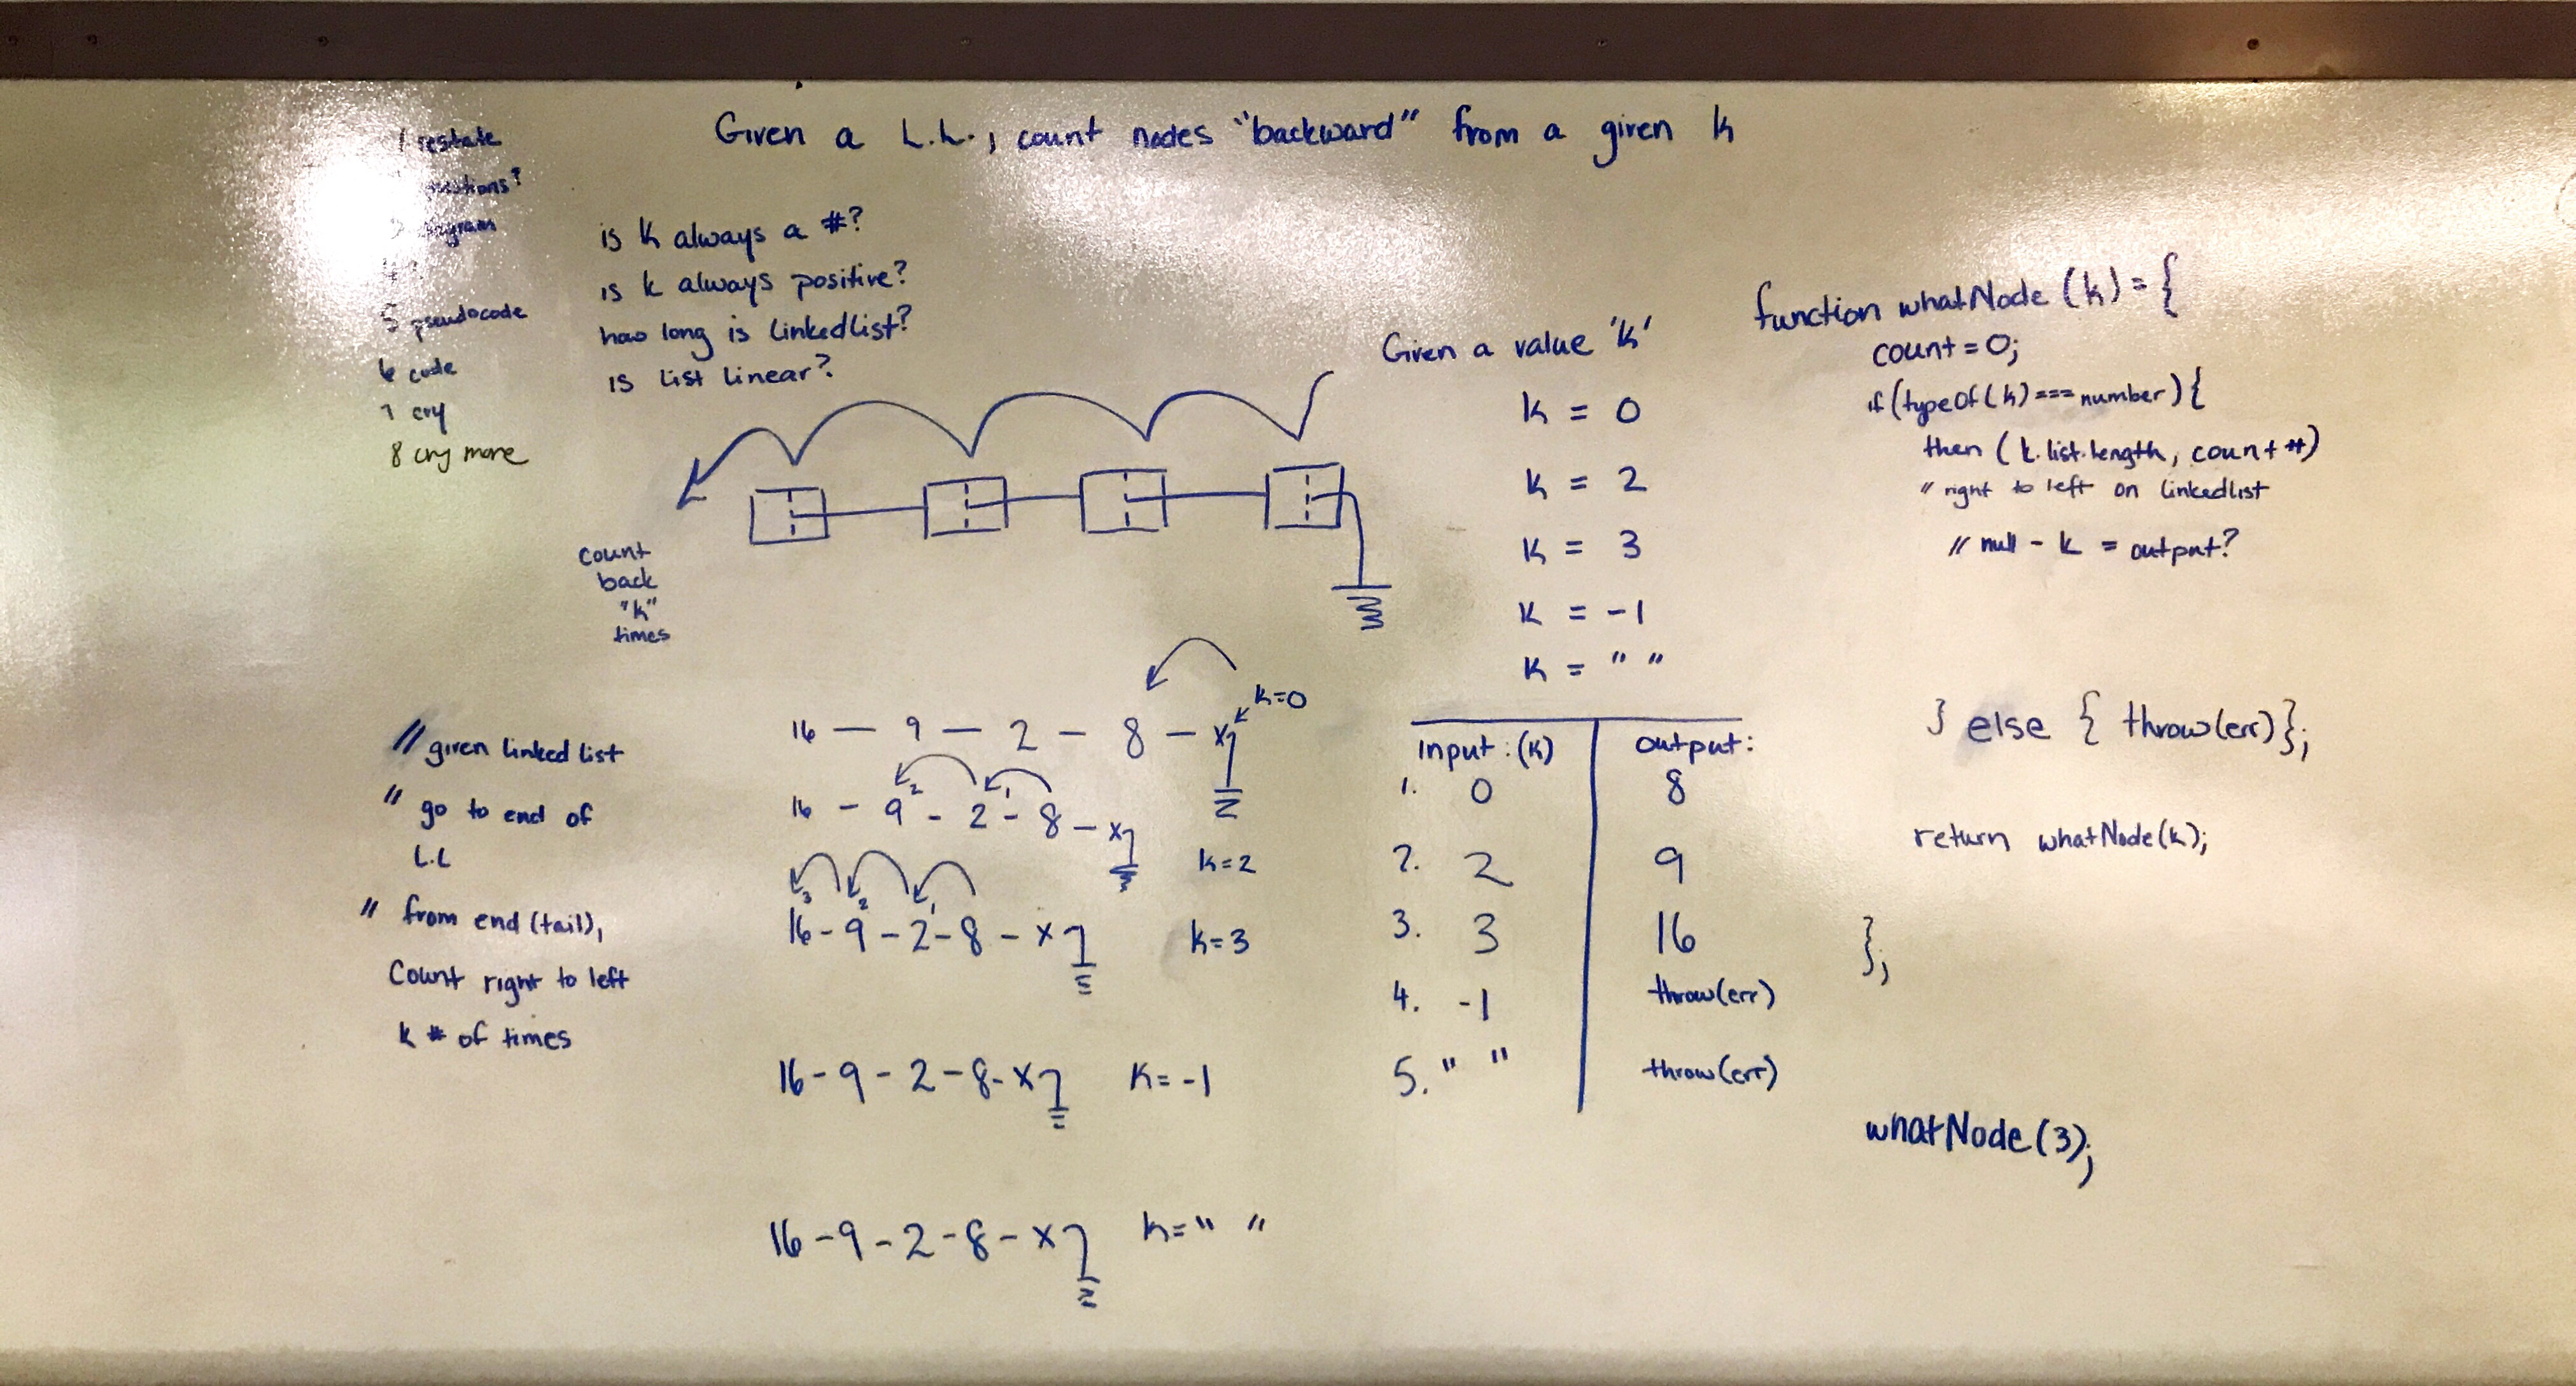 Given a L.L., count nodes "backward" from a given k
1 restate
diagram
5 pseudocode
6 code
7 cry
8 cry more
is k always a #?
is k always positive?
how long is linkedlist?
is list linear?
count
back
"k"
times
Given a value 'k'
k = 0
k = 2
k = 3
k = -1
k = " "
function whatNode (k) = {
count = 0;
if (typeOf(k) === number) {
then (k.list.length, count #)
// right to left on linkedlist
// null - k = output?
} else { throw(err)};
return whatNode(k);
};
whatNode(3);
// given linked list
// go to end of
L.L
// from end (tail),
Count right to left
k # of times
k=0
16 — 9 — 2 – 8 – x
2 1
16 – 9 – 2 – 8 – x
k=2
3 2 1
16 – 9 – 2 – 8 – x k=3
16 – 9 – 2 – 8 – x k = -1
16 – 9 – 2 – 8 – x k = " "
input: (k) output:
1. 0 8
2. 2 9
3. 3 16
4. -1 throw(err)
5. " " throw(err)